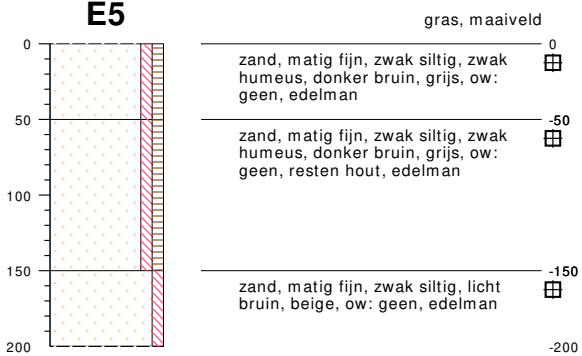 E5
gras, maaiveld
0
0
zand, matig fijn, zwak siltig, zwak
humeus, donker bruin, grijs, ow:
geen, edelman
50
-50
zand, matig fijn, zwak siltig, zwak
humeus, donker bruin, grijs, ow:
geen, resten hout, edelman
100
150
-150
zand, matig fijn, zwak siltig, licht
bruin, beige, ow: geen, edelman
200
-200